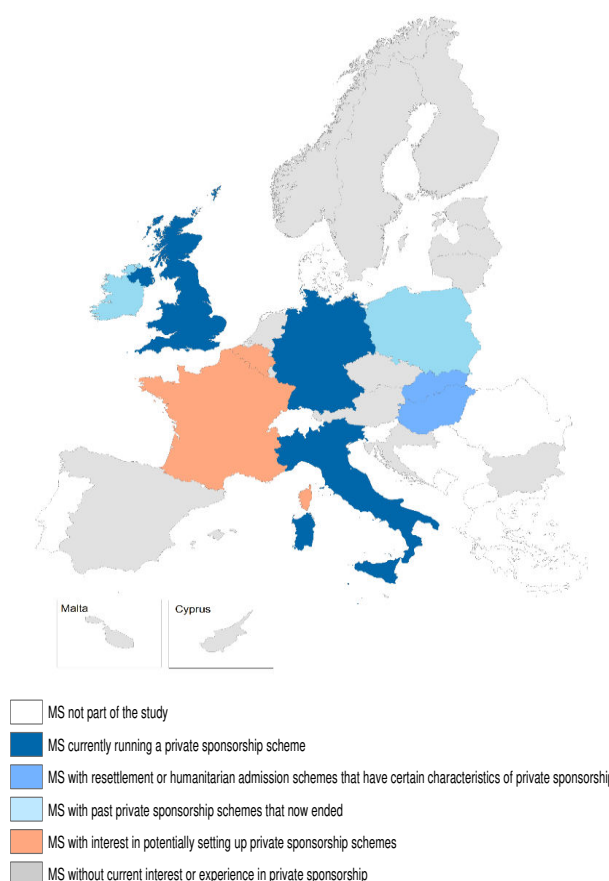 Malta
Cyprus
MS not part of the study
MS currently running a private sponsorship scheme
MS with resettlement or humanitarian admission schemes that have certain characteristics of private sponsorship
MS with past private sponsorship schemes that now ended
MS with interest in potentially setting up private sponsorship schemes
MS without current interest or experience in private sponsorship